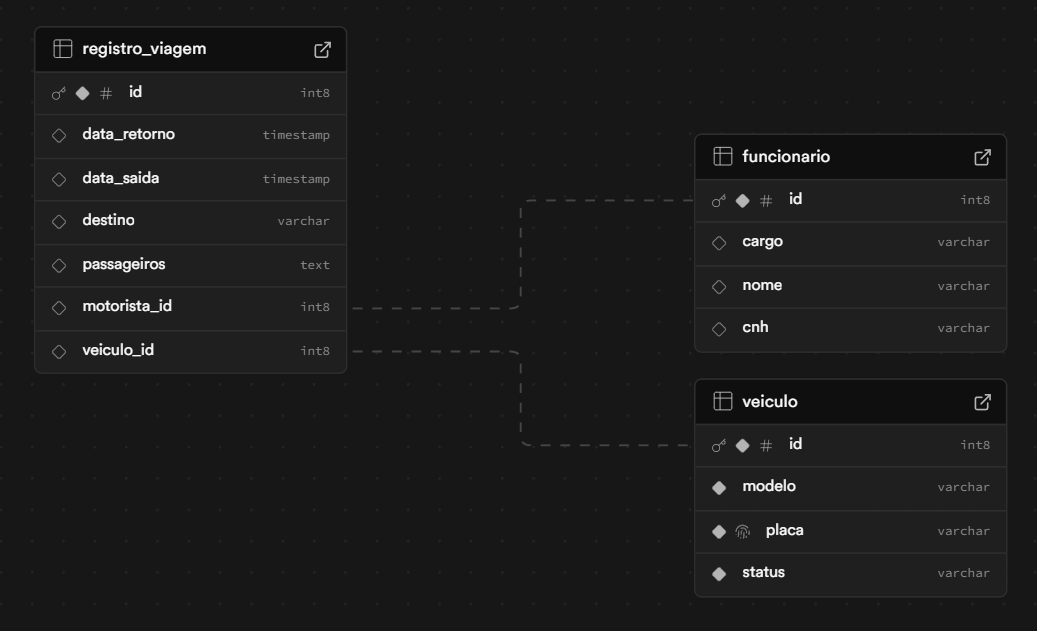 registro_viagem
id int8
data_retorno timestamp
data_saida timestamp
destino varchar
passageiros text
motorista_id int8
veiculo_id int8
funcionario
id int8
cargo varchar
nome varchar
cnh varchar
veiculo
id int8
modelo varchar
placa varchar
status varchar